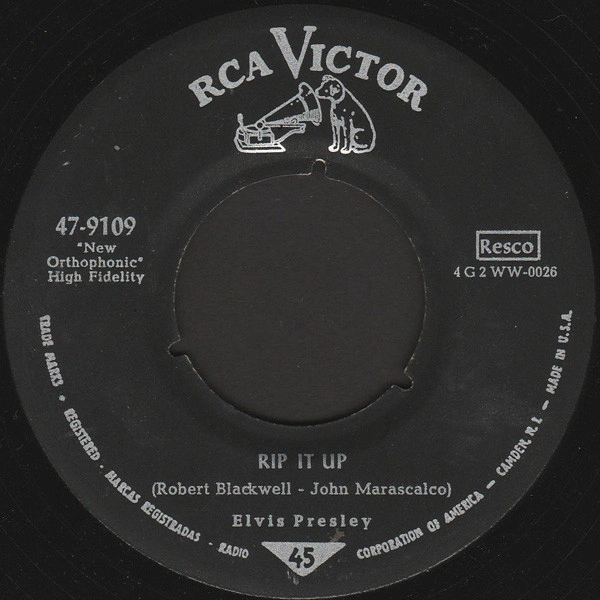 RCA VICTOR
47-9109
"New
Orthophonic"
High Fidelity
Resco
4 G 2 WW-0026
RIP IT UP
(Robert Blackwell - John Marascalco)
Elvis Presley
45
TRADE MARKS • REGISTERED - MARCAS REGISTRADAS - RADIO CORPORATION OF AMERICA — CAMDEN, N. J. — MADE IN U.S.A.